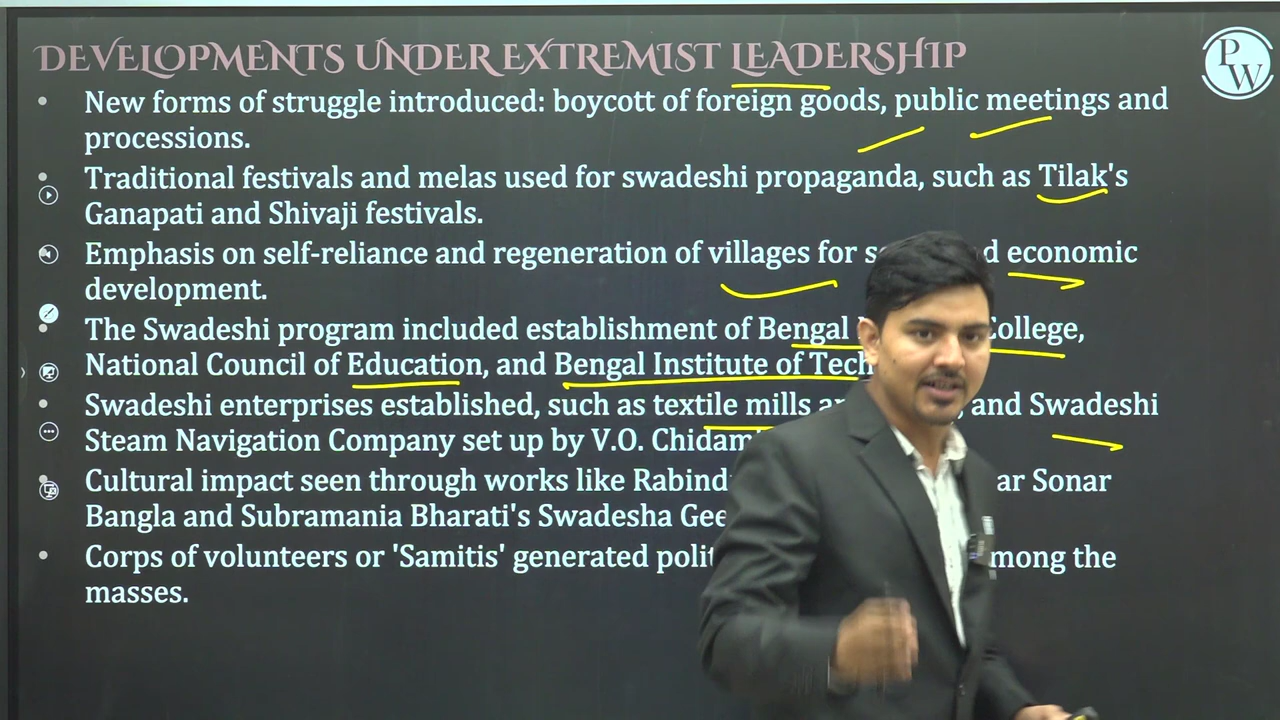 DEVELOPMENTS UNDER EXTREMIST LEADERSHIP
PW
• New forms of struggle introduced: boycott of foreign goods, public meetings and
processions.
• Traditional festivals and melas used for swadeshi propaganda, such as Tilak's
Ganapati and Shivaji festivals.
• Emphasis on self-reliance and regeneration of villages for economic
development.
• The Swadeshi program included establishment of Bengal College,
National Council of Education, and Bengal Institute of
• Swadeshi enterprises established, such as textile mills and Swadeshi
Steam Navigation Company set up by V.O.
• Cultural impact seen through works like Sonar
Bangla and Subramania Bharati's Swadesha
• Corps of volunteers or 'Samitis' generated the
masses.